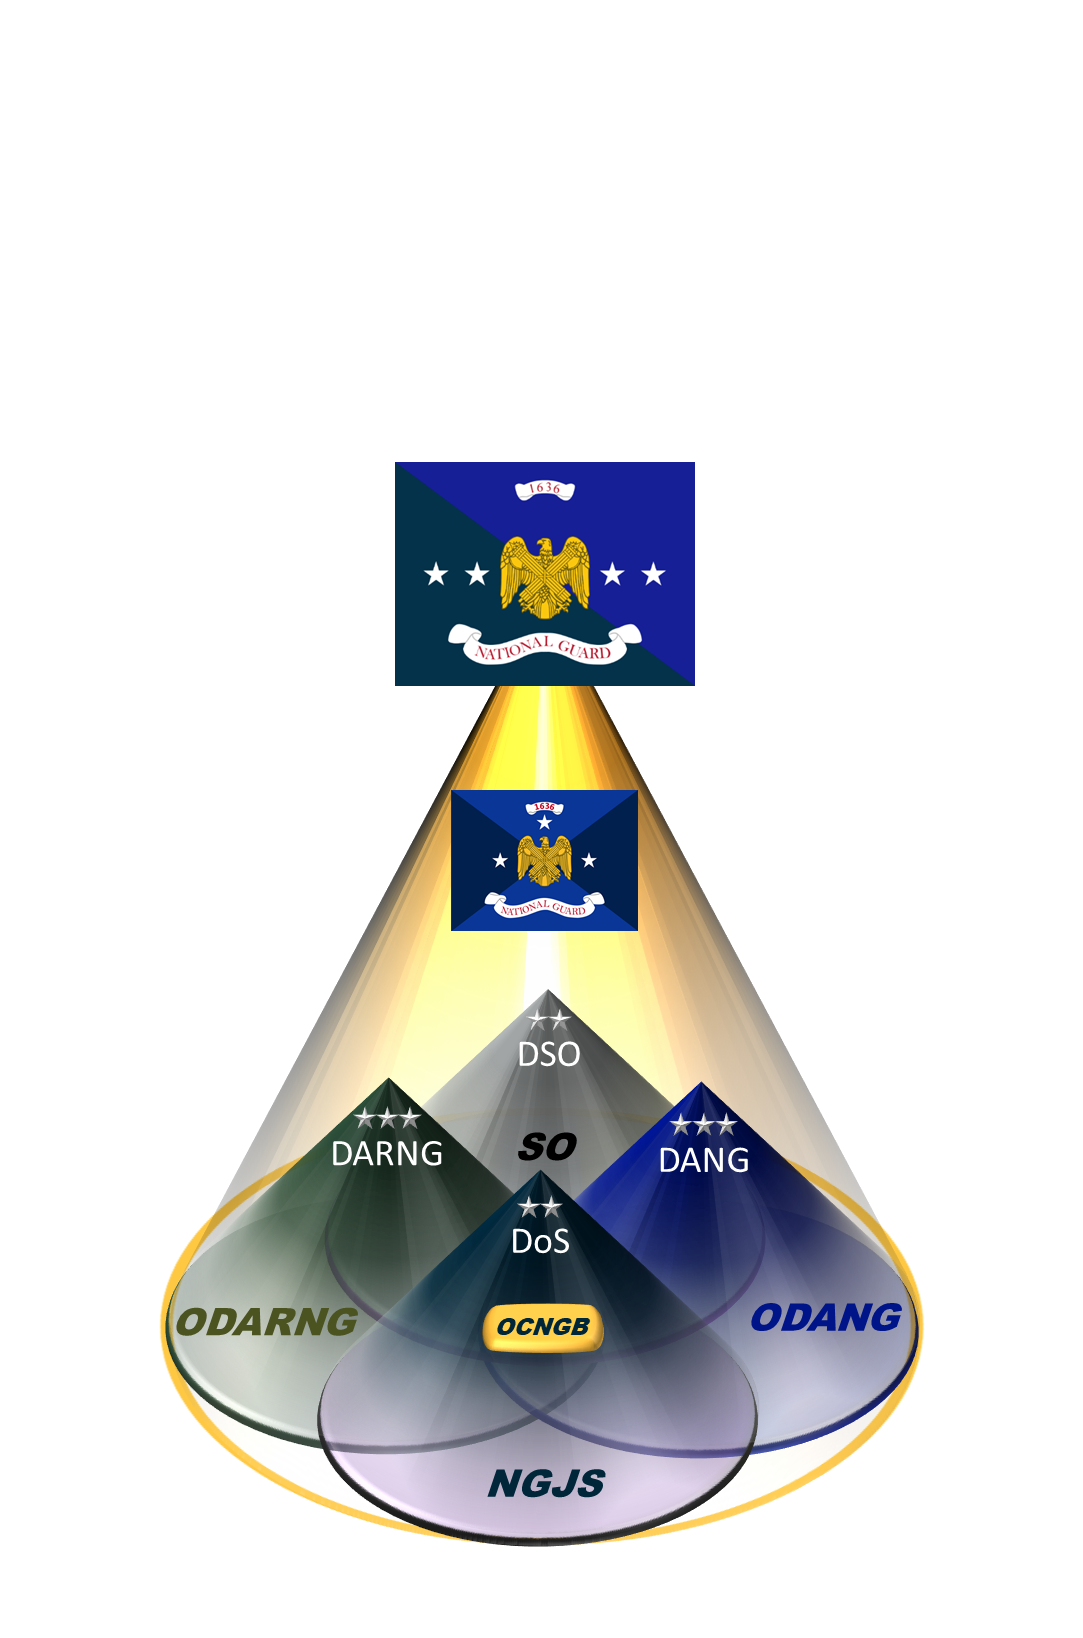 1636
NATIONAL GUARD
1636
NATIONAL GUARD
DSO
DARNG
SO
DANG
DoS
ODARNG
OCNGB
ODANG
NGJS